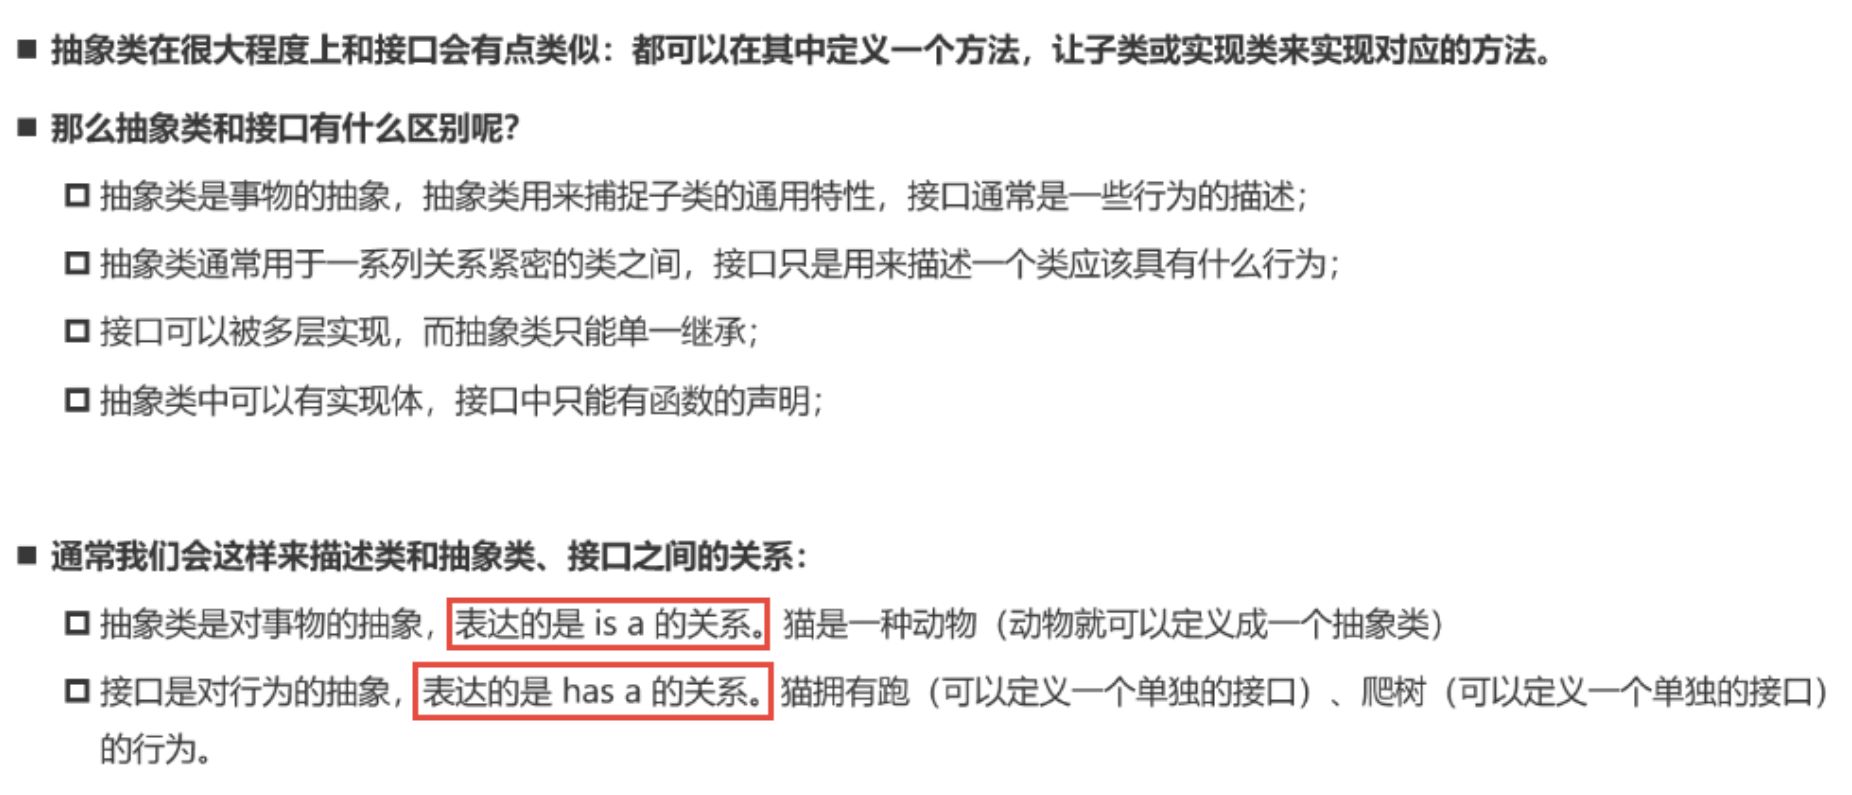 ■ 抽象类在很大程度上和接口会有点类似：都可以在其中定义一个方法，让子类或实现类来实现对应的方法。
■ 那么抽象类和接口有什么区别呢？
□ 抽象类是事物的抽象，抽象类用来捕捉子类的通用特性，接口通常是一些行为的描述；
□ 抽象类通常用于一系列关系紧密的类之间，接口只是用来描述一个类应该具有什么行为；
□ 接口可以被多层实现，而抽象类只能单一继承；
□ 抽象类中可以有实现体，接口中只能有函数的声明；
■ 通常我们会这样来描述类和抽象类、接口之间的关系：
□ 抽象类是对事物的抽象，表达的是 is a 的关系。猫是一种动物（动物就可以定义成一个抽象类）
□ 接口是对行为的抽象，表达的是 has a 的关系。猫拥有跑（可以定义一个单独的接口）、爬树（可以定义一个单独的接口）
的行为。